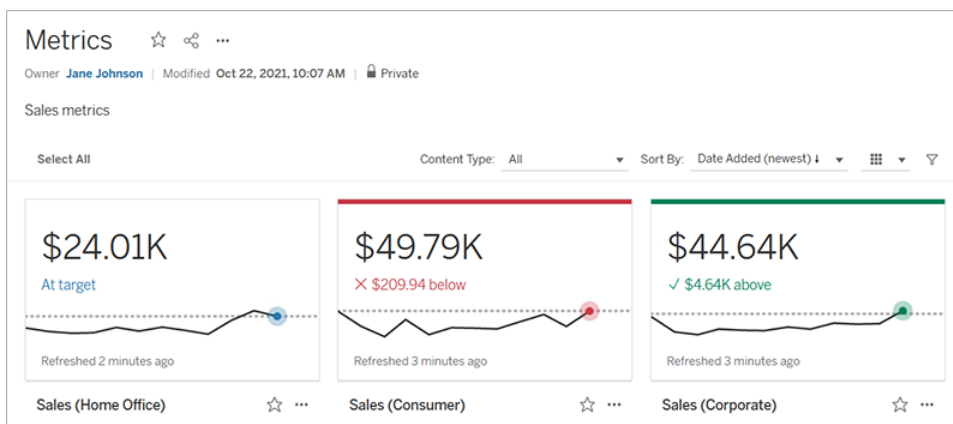 Metrics
Owner Jane Johnson | Modified Oct 22, 2021, 10:07 AM | Private
Sales metrics
Select All Content Type: All Sort By: Date Added (newest) ↓
$24.01K $49.79K $44.64K
At target × $209.94 below ✓ $4.64K above
Refreshed 2 minutes ago Refreshed 3 minutes ago Refreshed 3 minutes ago
Sales (Home Office) Sales (Consumer) Sales (Corporate)